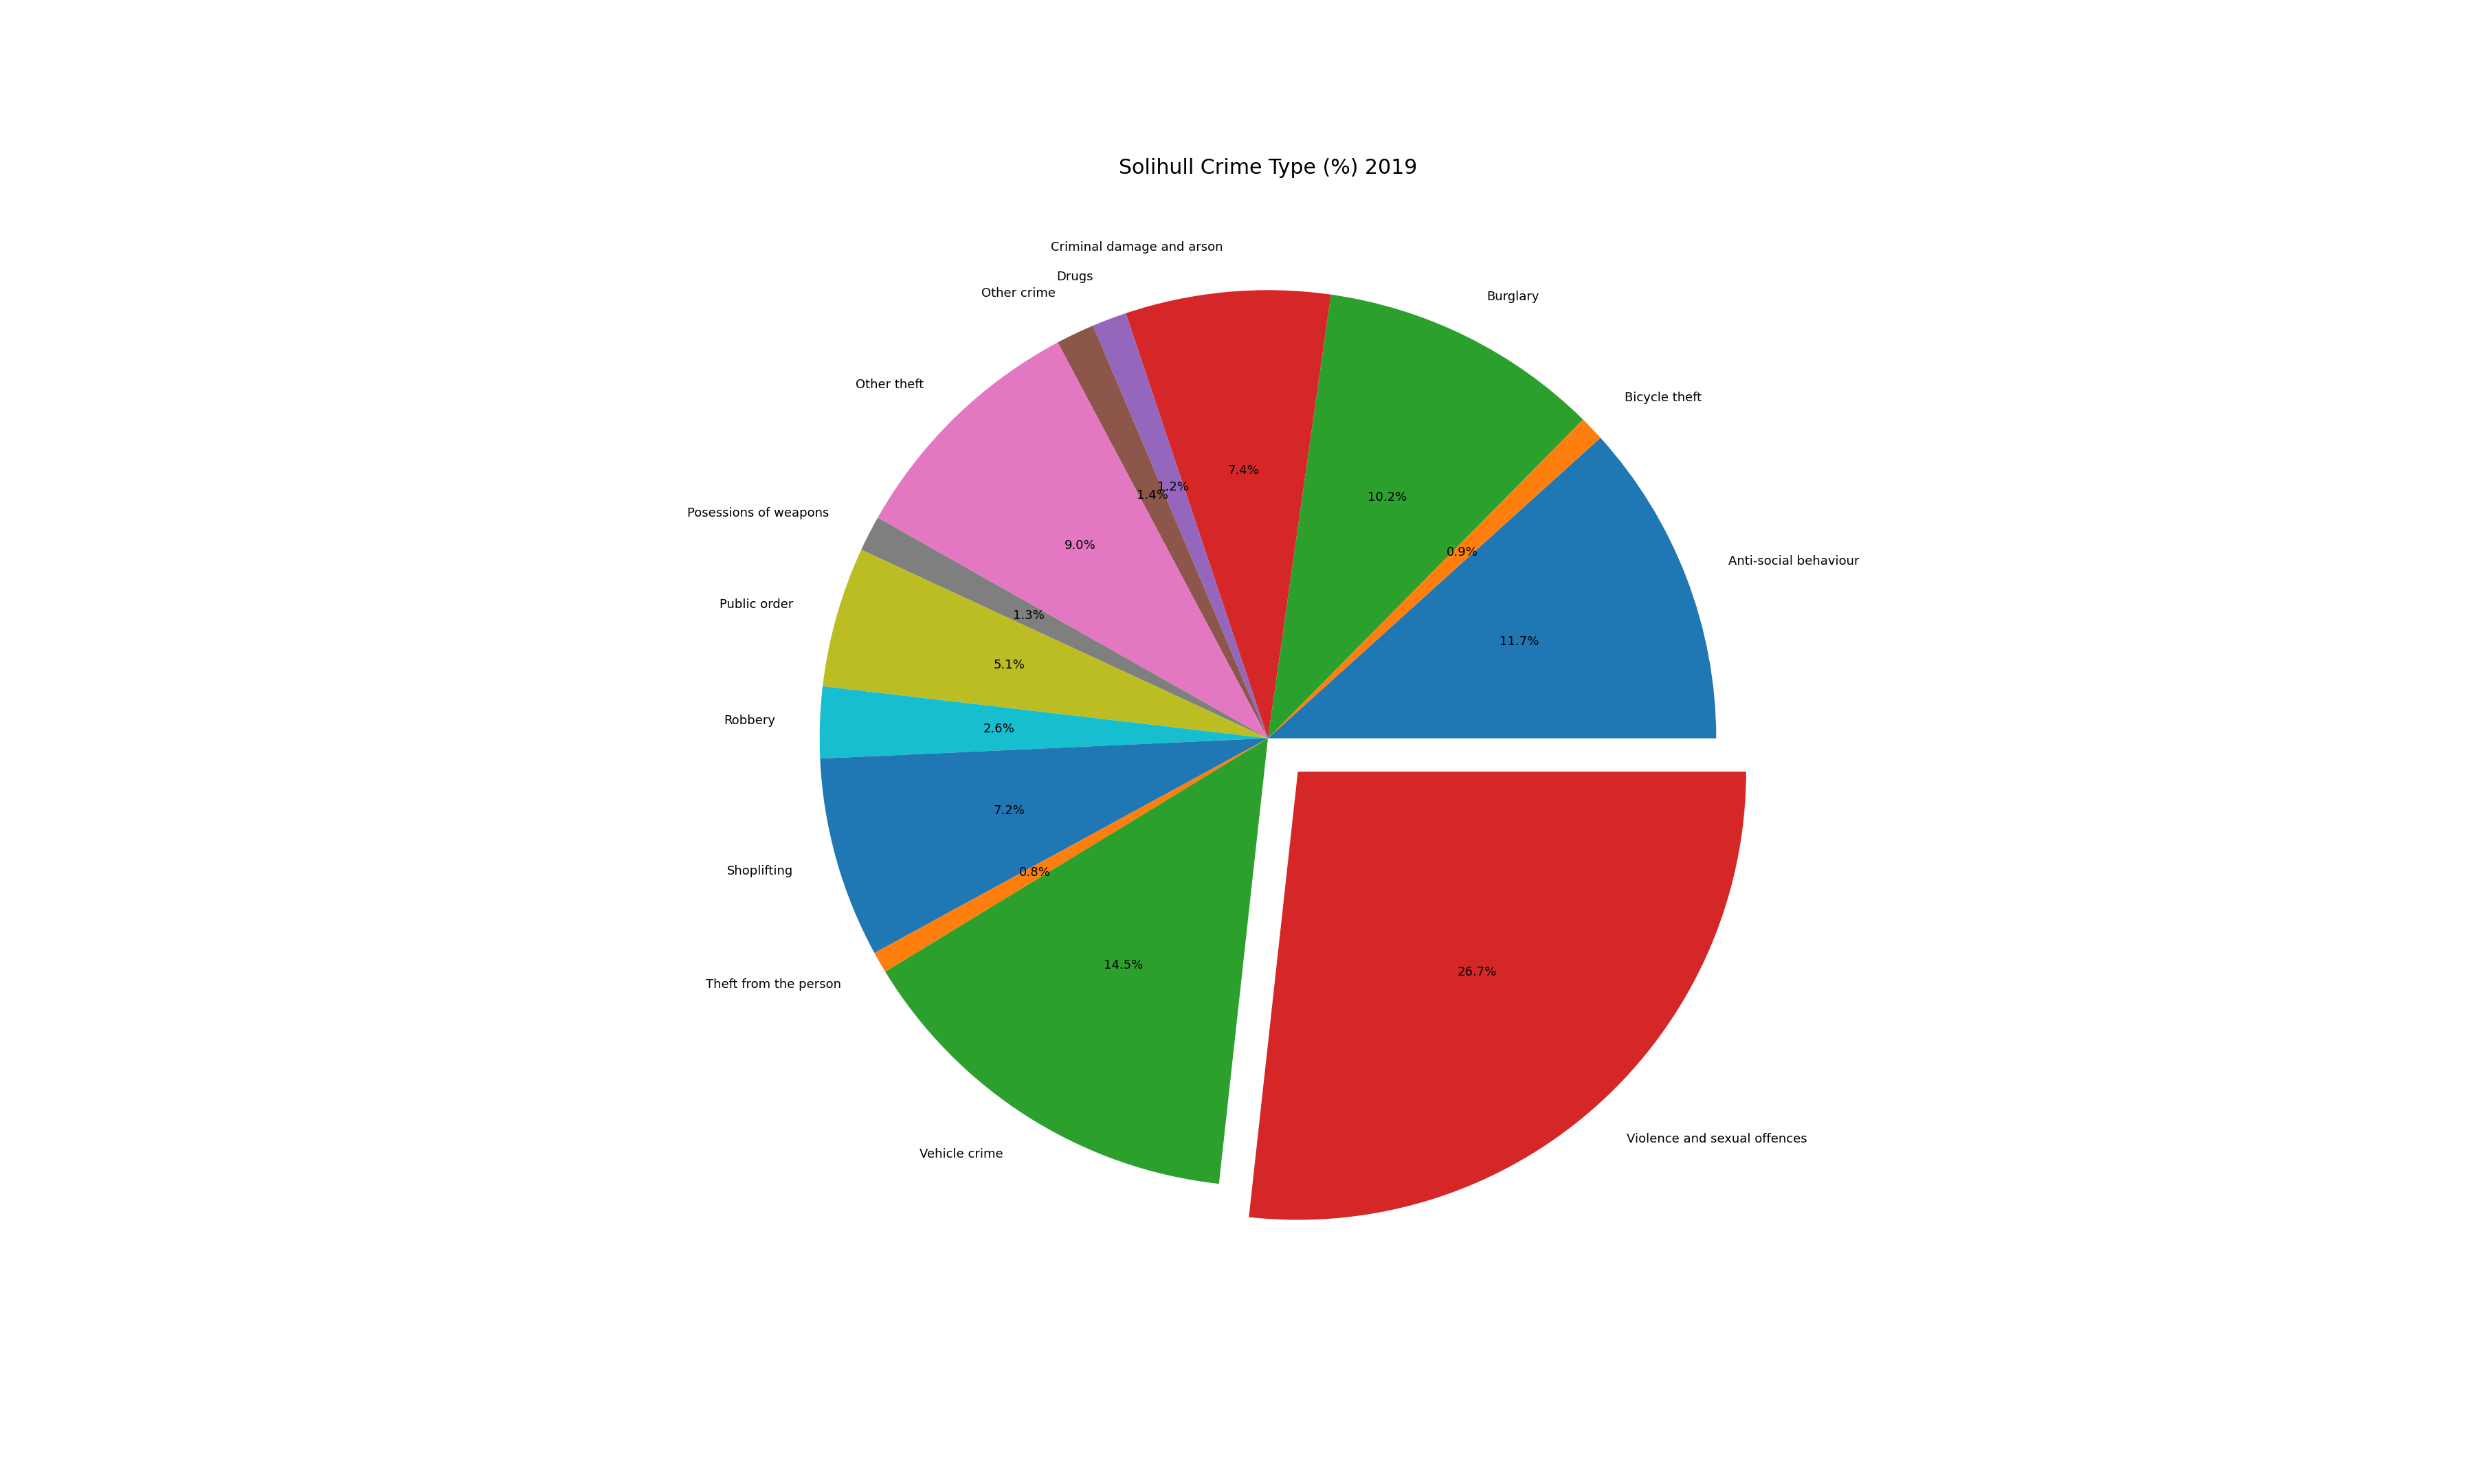 Solihull Crime Type (%) 2019
Criminal damage and arson
Drugs
Other crime
Burglary
Other theft
Bicycle theft
7.4%
1.2%
1.4%
10.2%
Posessions of weapons
9.0%
0.9%
Anti-social behaviour
Public order
1.3%
11.7%
5.1%
Robbery
2.6%
7.2%
Shoplifting
0.8%
Theft from the person
14.5%
26.7%
Vehicle crime
Violence and sexual offences